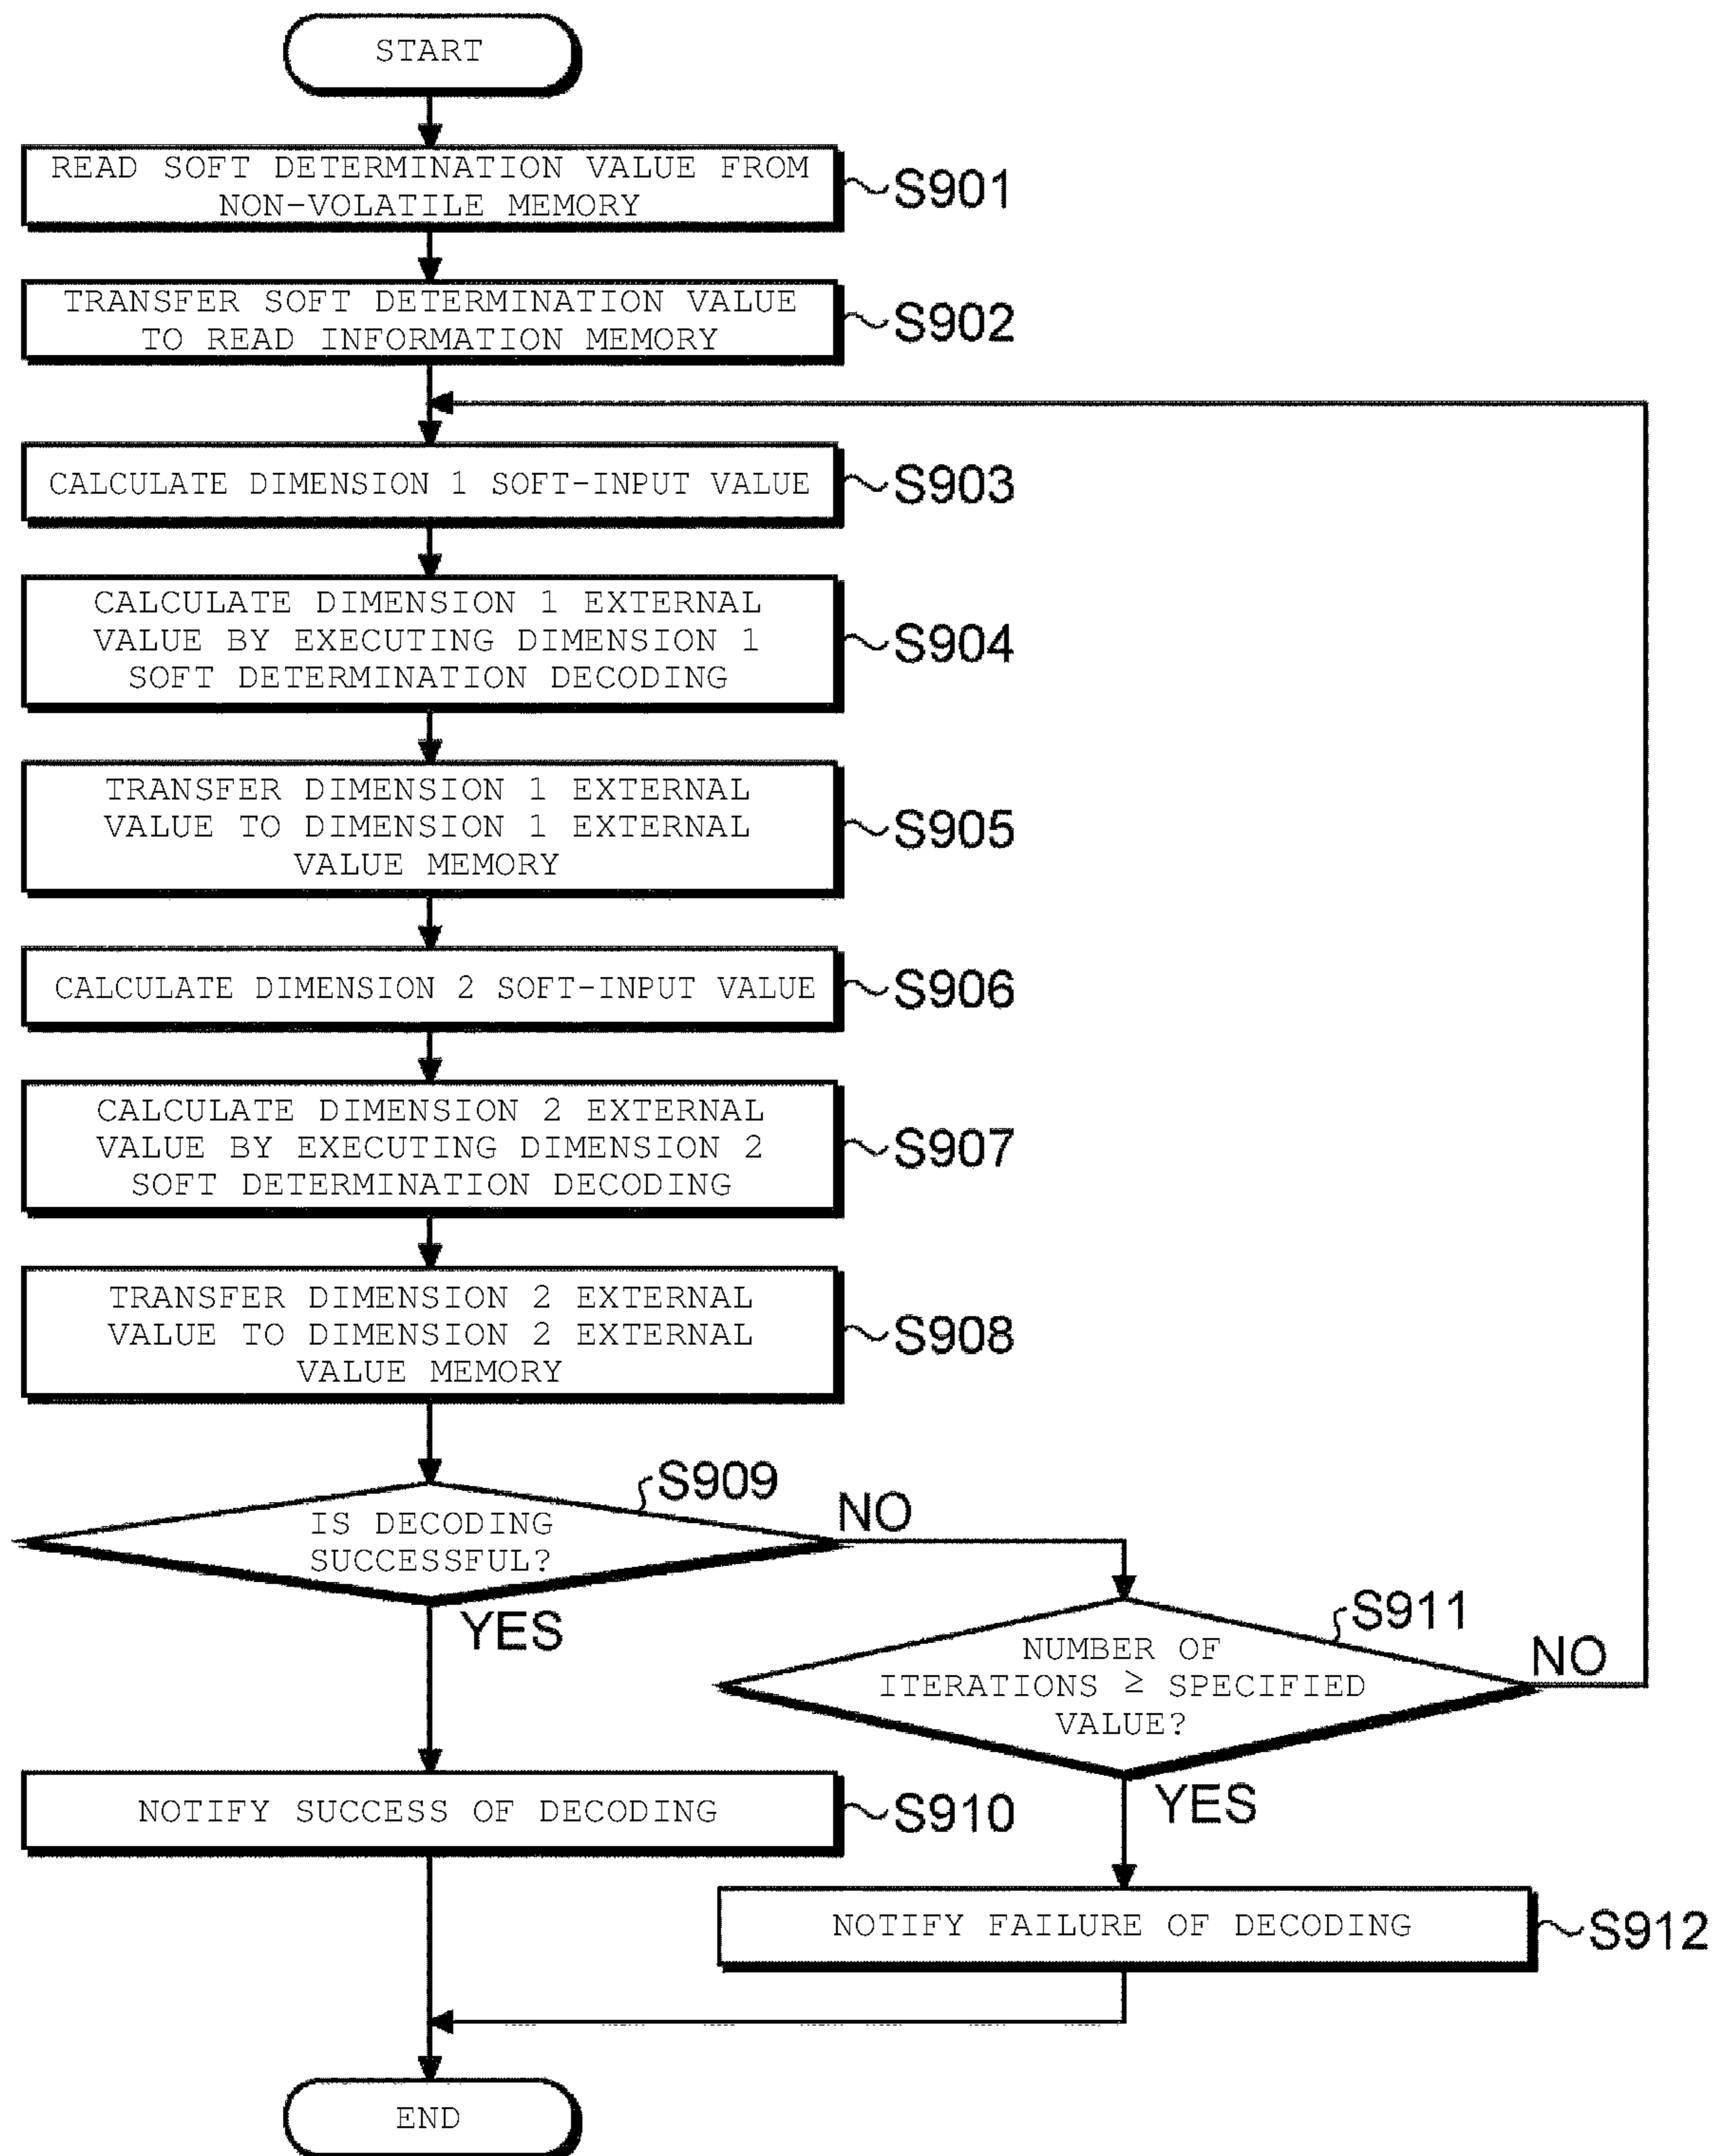 START
READ SOFT DETERMINATION VALUE FROM
NON-VOLATILE MEMORY
S901
TRANSFER SOFT DETERMINATION VALUE
TO READ INFORMATION MEMORY
S902
CALCULATE DIMENSION 1 SOFT-INPUT VALUE
S903
CALCULATE DIMENSION 1 EXTERNAL
VALUE BY EXECUTING DIMENSION 1
SOFT DETERMINATION DECODING
S904
TRANSFER DIMENSION 1 EXTERNAL
VALUE TO DIMENSION 1 EXTERNAL
VALUE MEMORY
S905
CALCULATE DIMENSION 2 SOFT-INPUT VALUE
S906
CALCULATE DIMENSION 2 EXTERNAL
VALUE BY EXECUTING DIMENSION 2
SOFT DETERMINATION DECODING
S907
TRANSFER DIMENSION 2 EXTERNAL
VALUE TO DIMENSION 2 EXTERNAL
VALUE MEMORY
S908
S909
IS DECODING
SUCCESSFUL?
NO
YES
S911
NUMBER OF
ITERATIONS ≥ SPECIFIED
VALUE?
NO
YES
NOTIFY SUCCESS OF DECODING
S910
NOTIFY FAILURE OF DECODING
S912
END